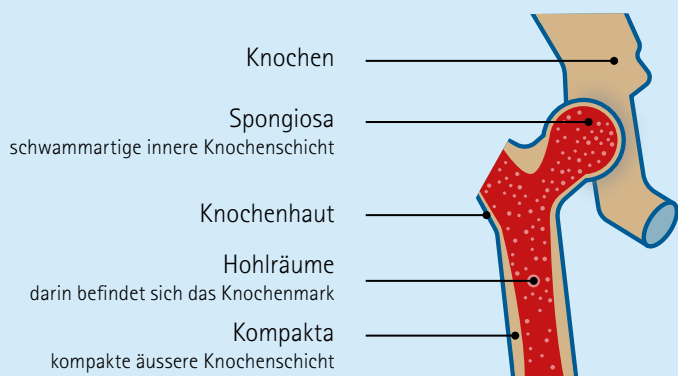 Knochen
Spongiosa
schwammartige innere Knochenschicht
Knochenhaut
Hohlräume
darin befindet sich das Knochenmark
Kompakta
kompakte äussere Knochenschicht